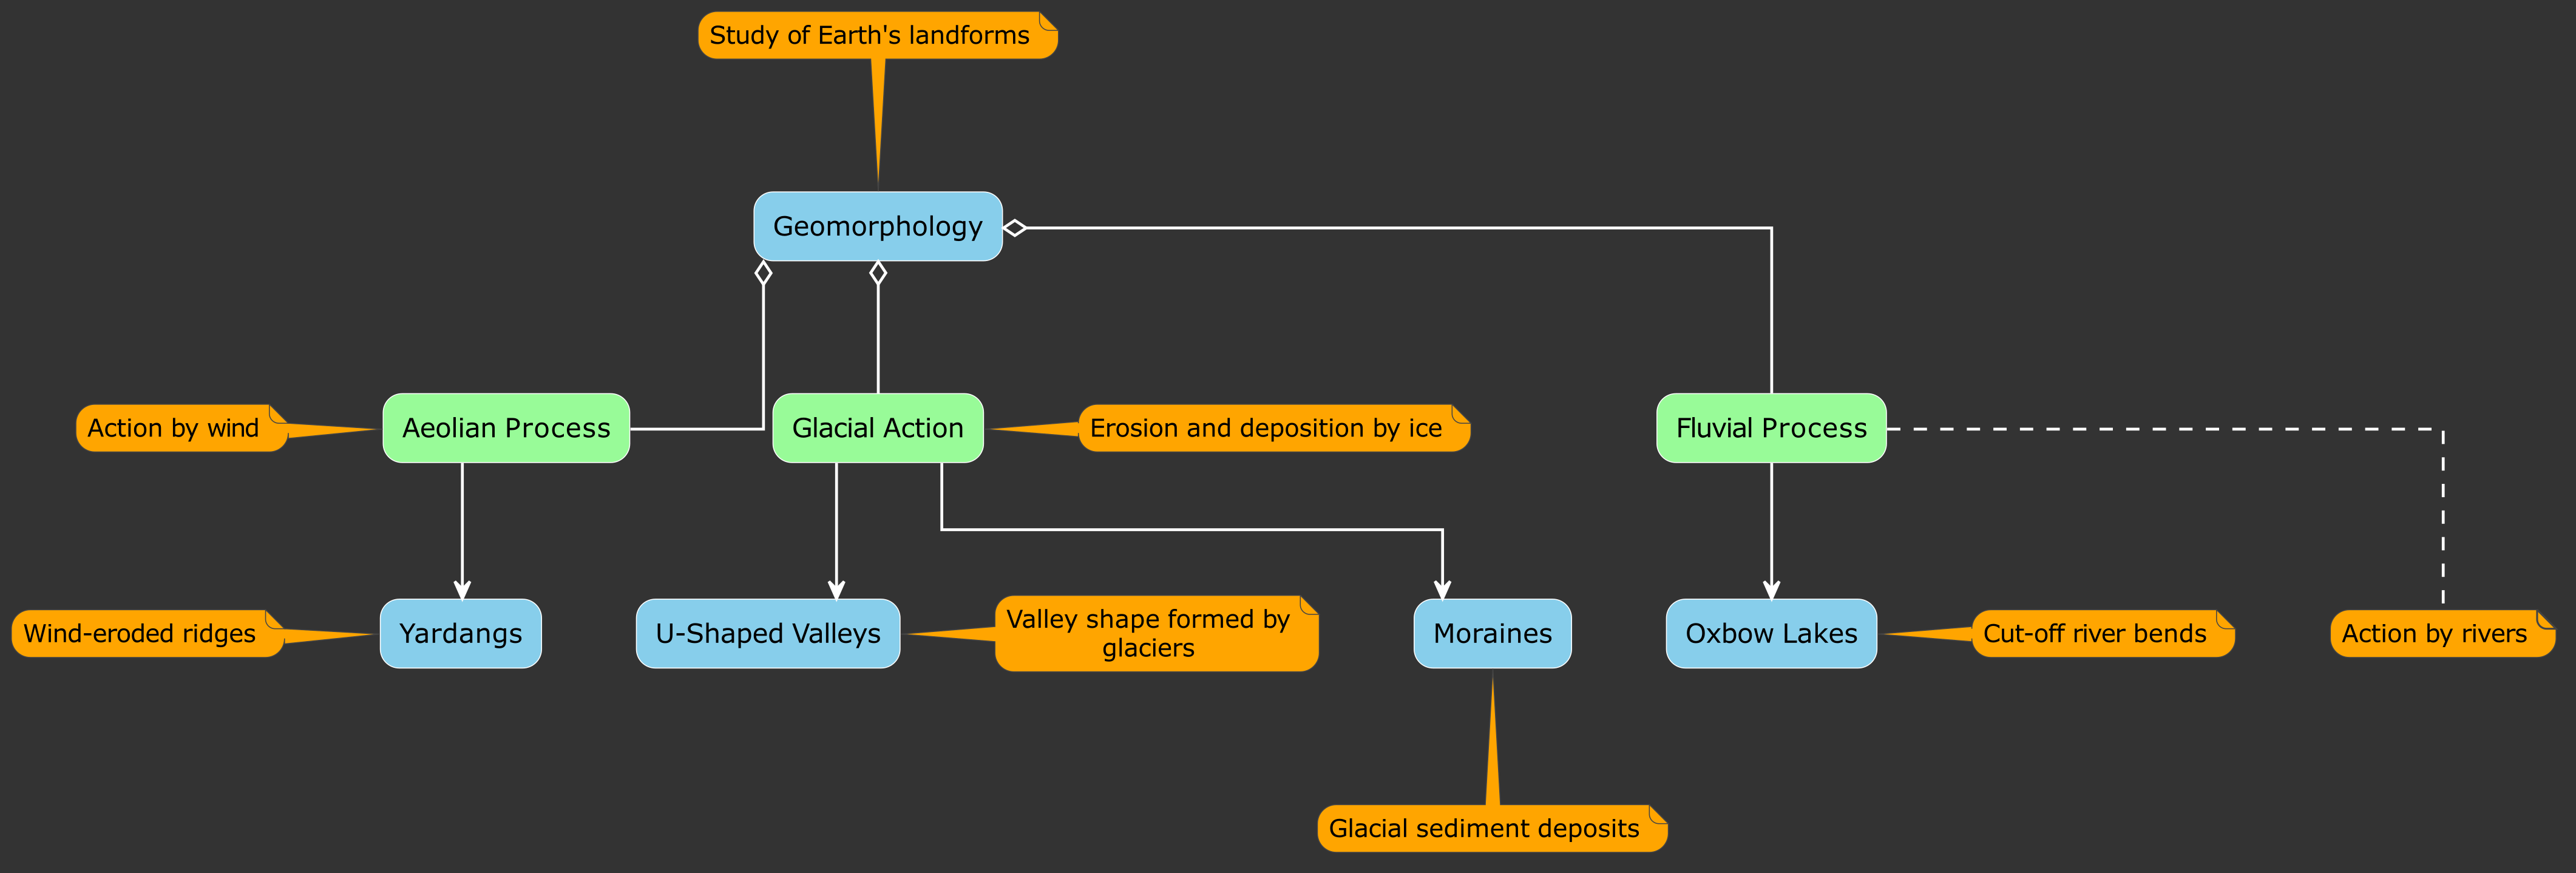 Study of Earth's landforms
Geomorphology
Action by wind
Aeolian Process
Glacial Action
Erosion and deposition by ice
Fluvial Process
Wind-eroded ridges
Yardangs
U-Shaped Valleys
Valley shape formed by
glaciers
Moraines
Oxbow Lakes
Cut-off river bends
Action by rivers
Glacial sediment deposits